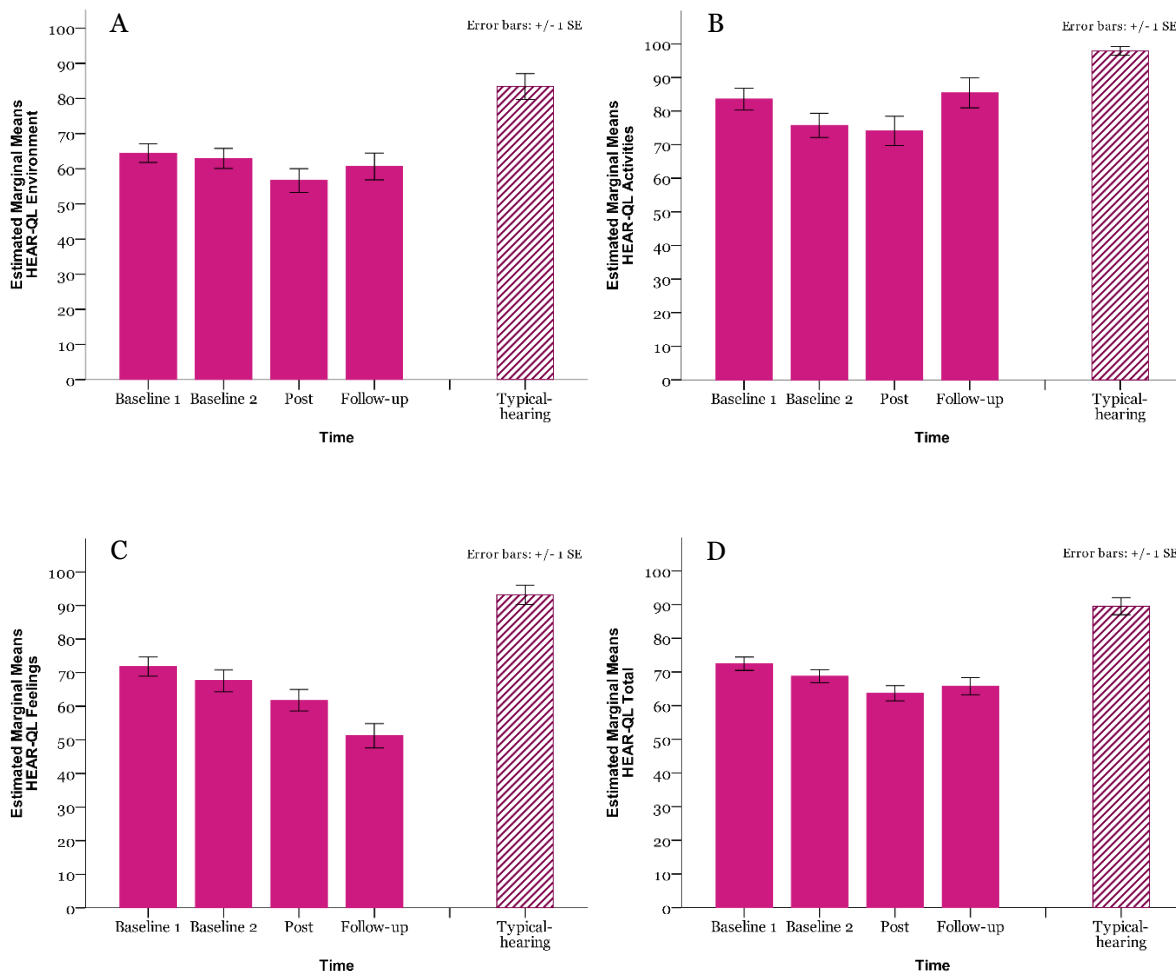 A
Error bars: +/- 1 SE
Estimated Marginal Means
HEAR-QL Environment
100
90
80
70
60
50
40
30
20
10
0
Baseline 1 Baseline 2 Post Follow-up Typical-
hearing
Time
B
Error bars: +/- 1 SE
Estimated Marginal Means
HEAR-QL Activities
100
90
80
70
60
50
40
30
20
10
0
Baseline 1 Baseline 2 Post Follow-up Typical-
hearing
Time
C
Error bars: +/- 1 SE
Estimated Marginal Means
HEAR-QL Feelings
100
90
80
70
60
50
40
30
20
10
0
Baseline 1 Baseline 2 Post Follow-up Typical-
hearing
Time
D
Error bars: +/- 1 SE
Estimated Marginal Means
HEAR-QL Total
100
90
80
70
60
50
40
30
20
10
0
Baseline 1 Baseline 2 Post Follow-up Typical-
hearing
Time